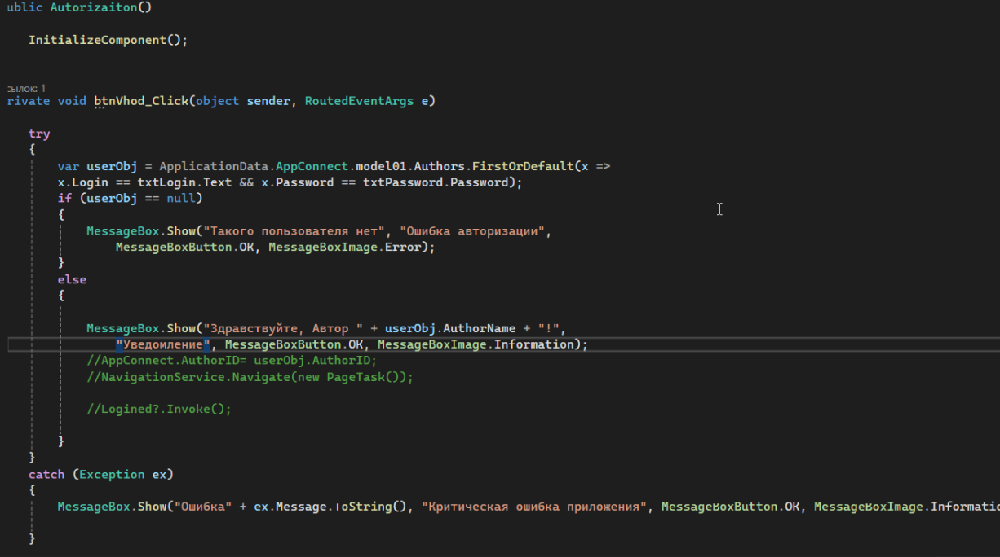 ublic Autorizaiton()
InitializeComponent();
сылок: 1
rivate void btnVhod_Click(object sender, RoutedEventArgs e)
try
{
var userObj = ApplicationData.AppConnect.model01.Authors.FirstOrDefault(x =>
x.Login == txtLogin.Text && x.Password == txtPassword.Password);
if (userObj == null)
{
MessageBox.Show("Такого пользователя нет", "Ошибка авторизации",
MessageBoxButton.OK, MessageBoxImage.Error);
}
else
{
MessageBox.Show("Здравствуйте, Автор " + userObj.AuthorName + "!",
"Уведомление", MessageBoxButton.OK, MessageBoxImage.Information);
//AppConnect.AuthorID= userObj.AuthorID;
//NavigationService.Navigate(new PageTask());
//Logined?.Invoke();
}
}
catch (Exception ex)
{
MessageBox.Show("Ошибка" + ex.Message.ToString(), "Критическая ошибка приложения", MessageBoxButton.OK, MessageBoxImage.Informatio
}